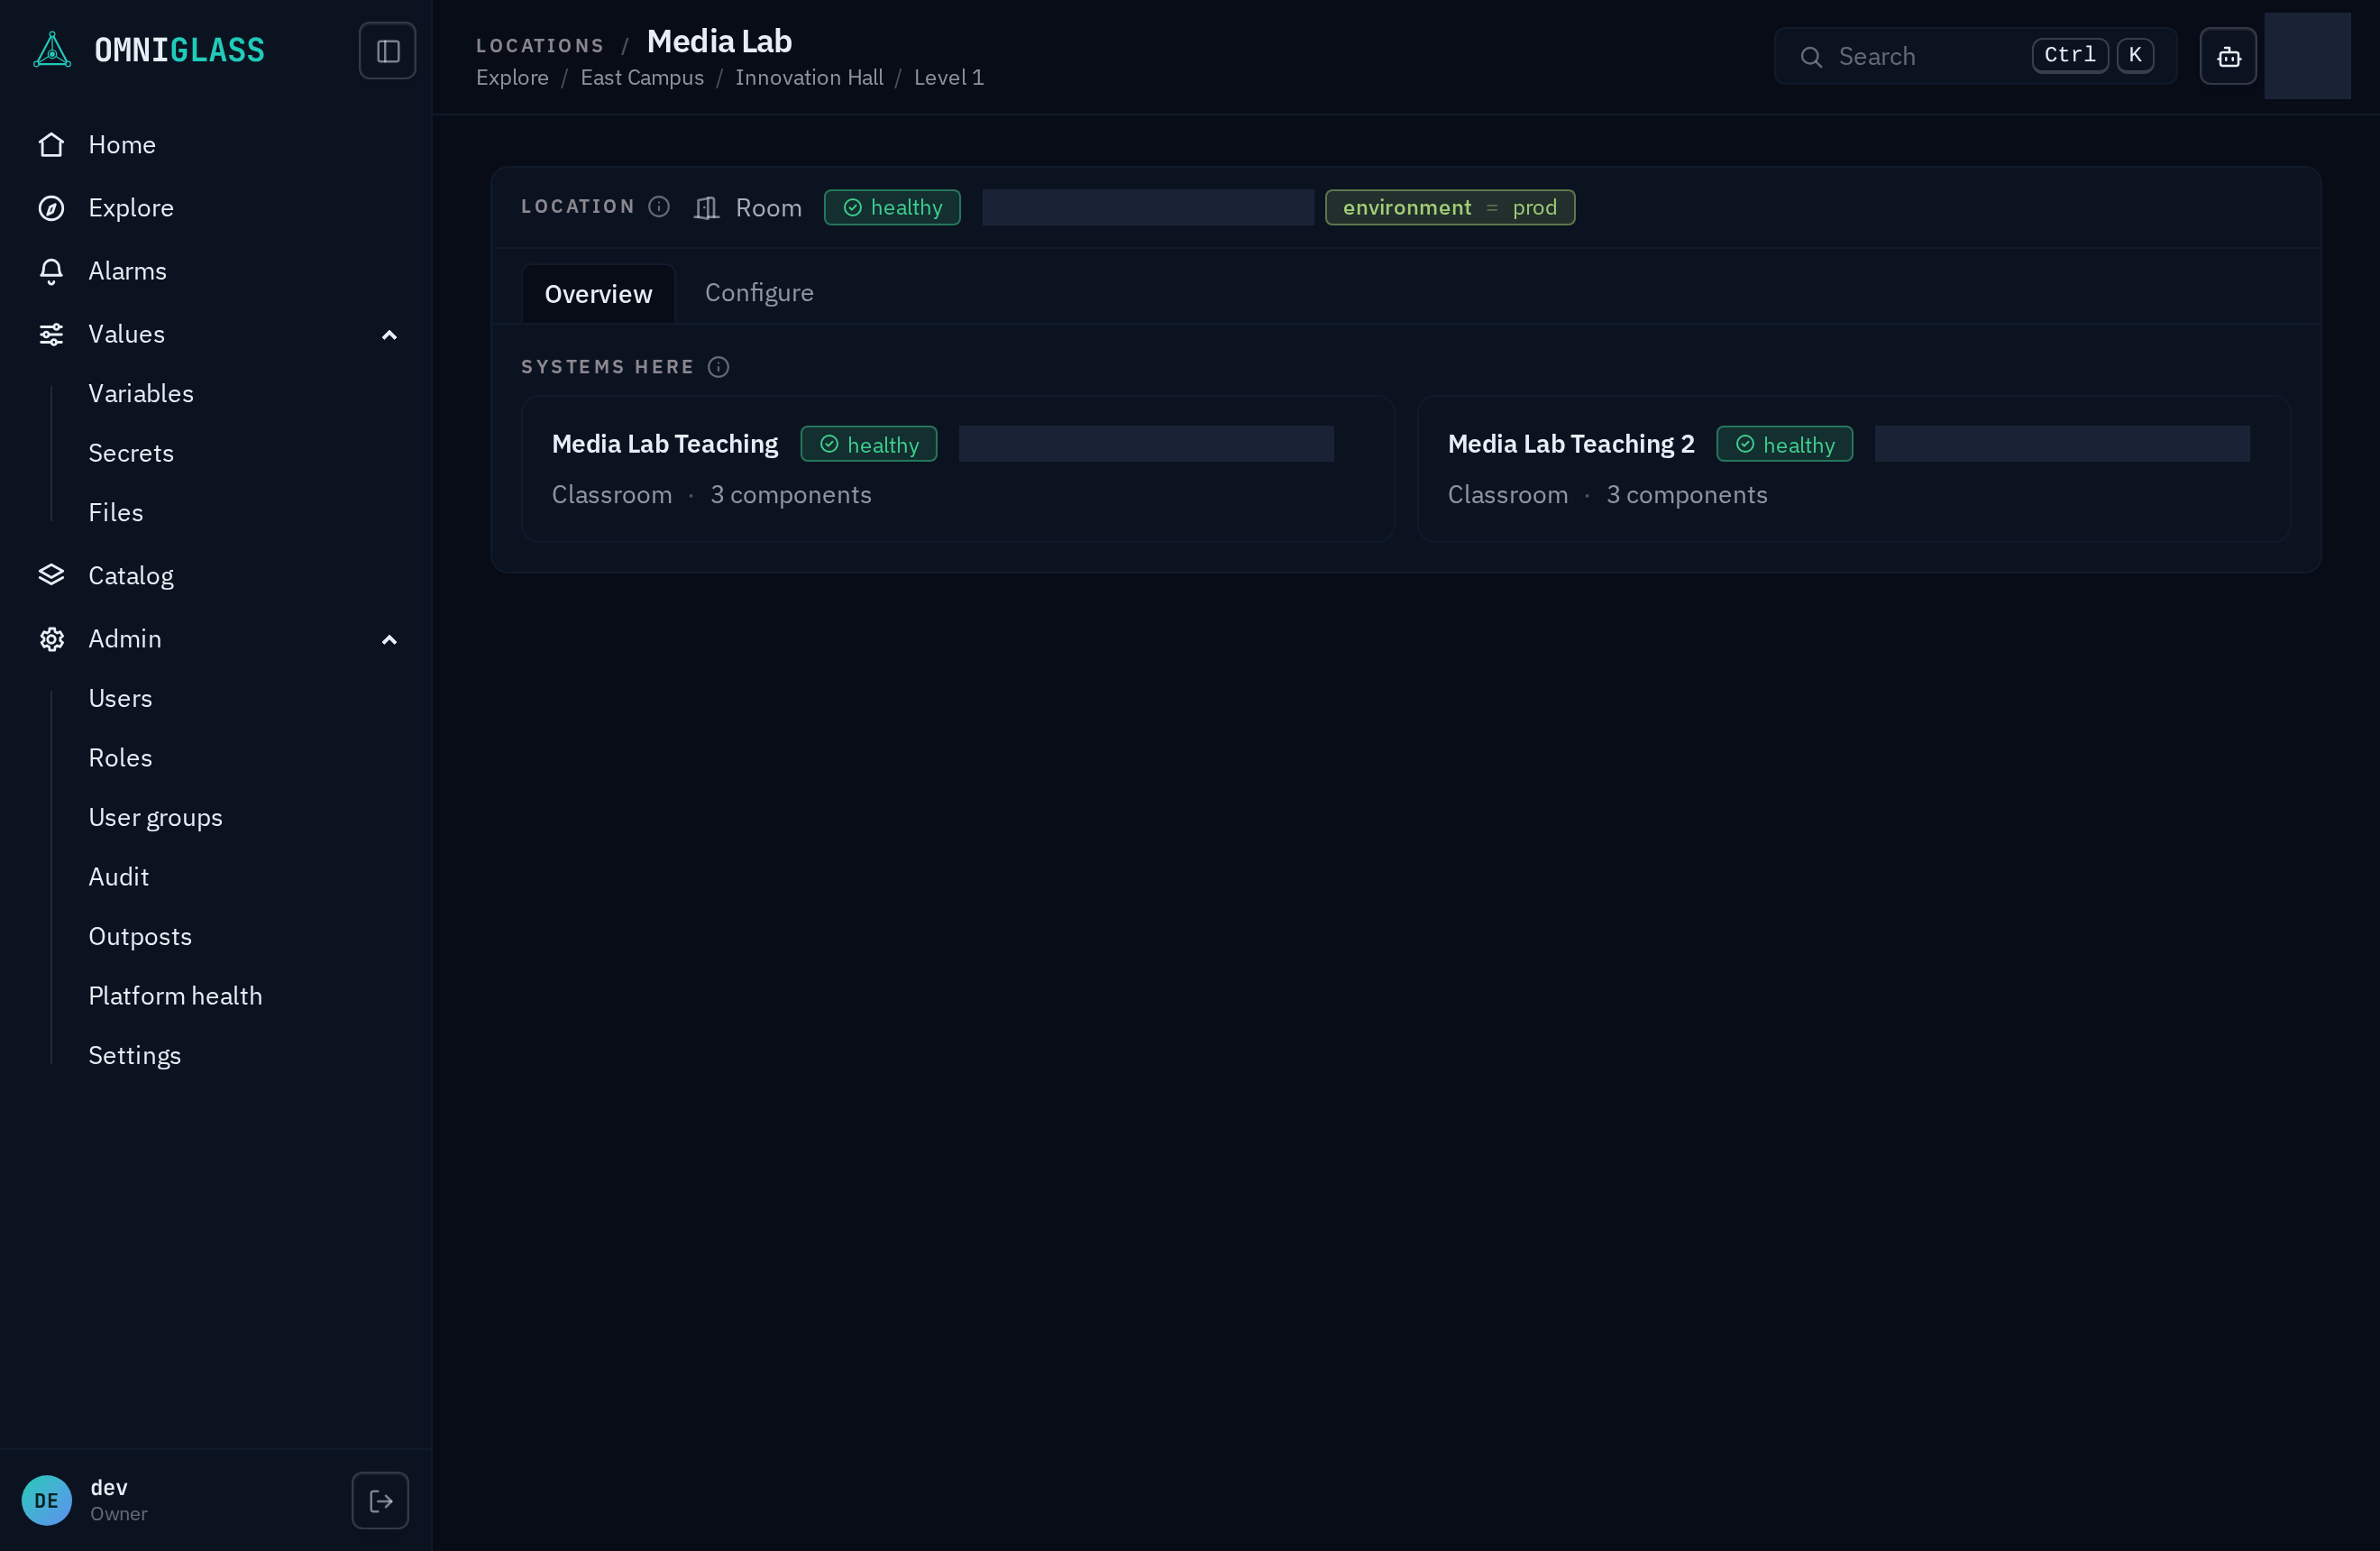 OMNIGLASS
LOCATIONS / Media Lab
Explore / East Campus / Innovation Hall / Level 1
Search Ctrl K
Home
Explore
Alarms
Values
Variables
Secrets
Files
Catalog
Admin
Users
Roles
User groups
Audit
Outposts
Platform health
Settings
DE dev
Owner
LOCATION Room healthy environment = prod
Overview Configure
SYSTEMS HERE
Media Lab Teaching healthy
Classroom · 3 components
Media Lab Teaching 2 healthy
Classroom · 3 components